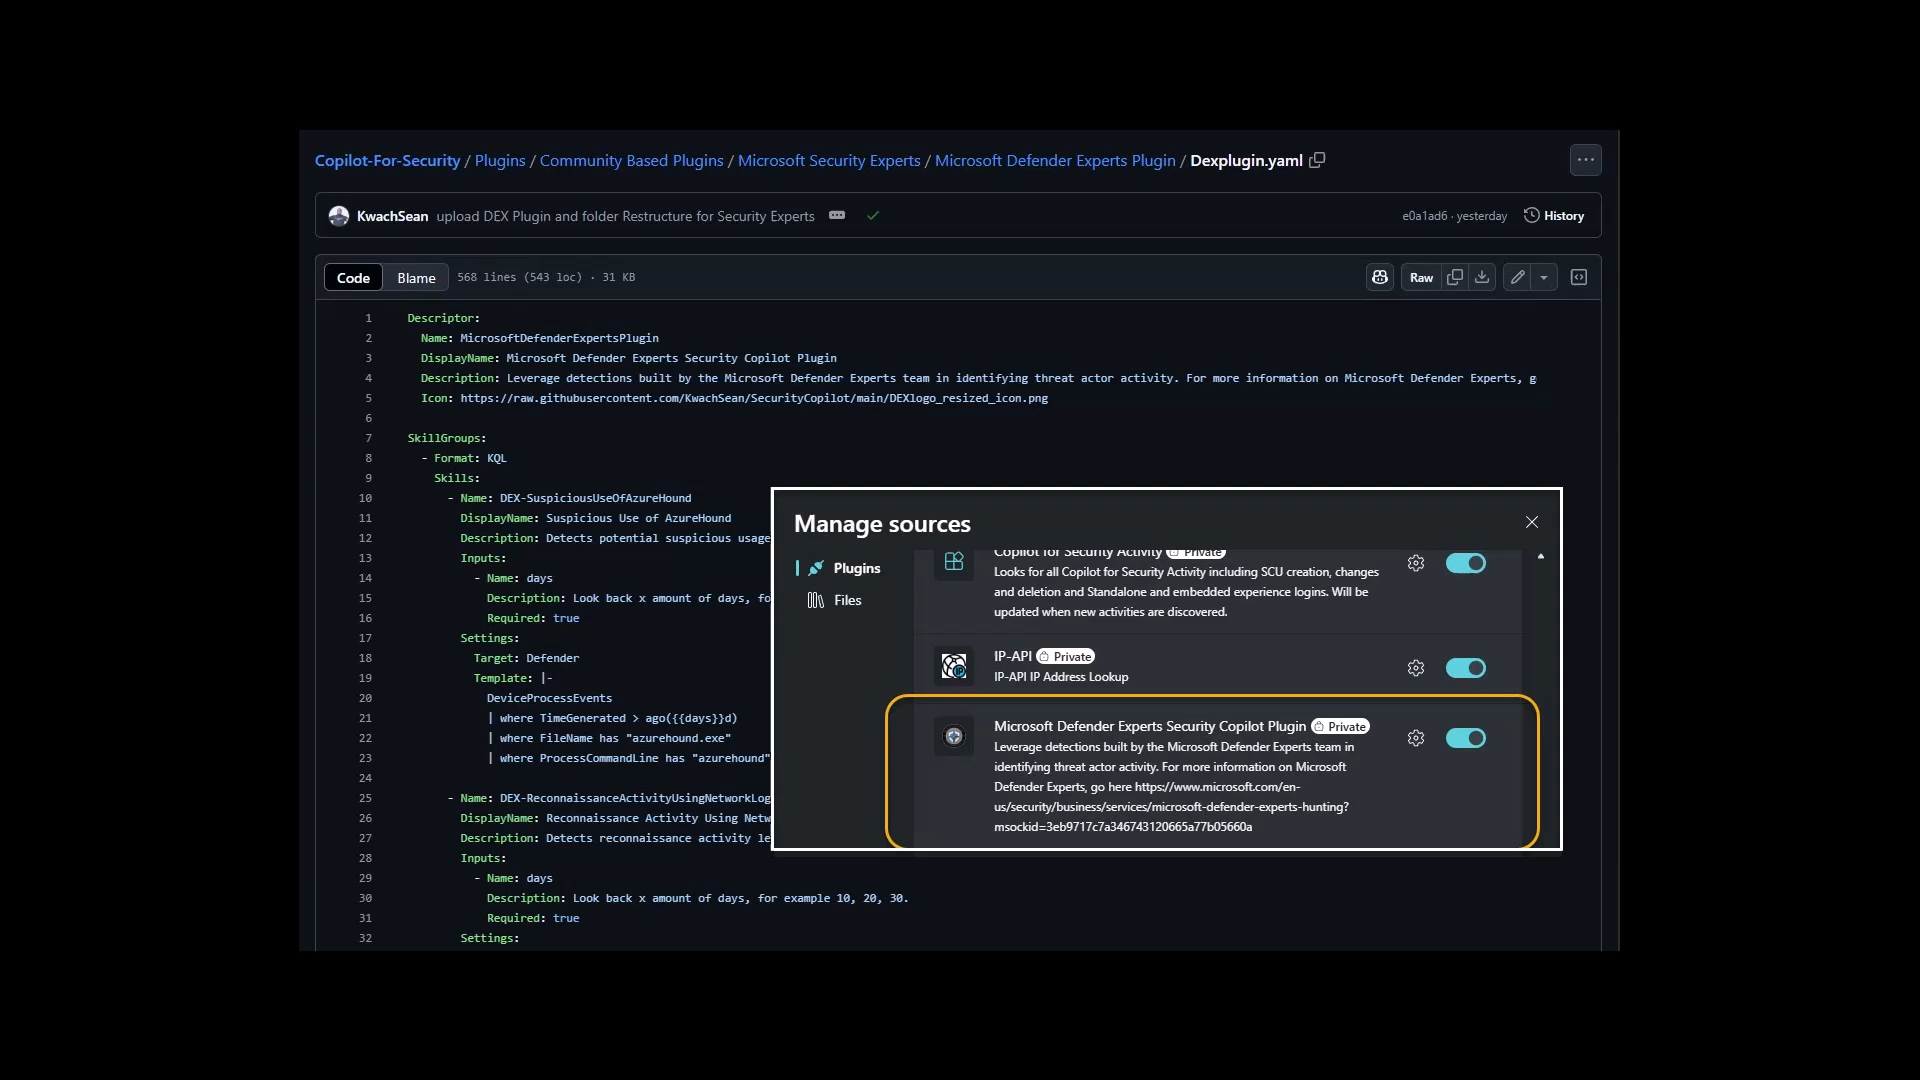 Copilot-For-Security / Plugins / Community Based Plugins / Microsoft Security Experts / Microsoft Defender Experts Plugin / Dexplugin.yaml
KwachSean upload DEX Plugin and folder Restructure for Security Experts
e0a1ad6 · yesterday
History
Code
Blame
568 lines (543 loc) · 31 KB
Raw
1 Descriptor:
2 Name: MicrosoftDefenderExpertsPlugin
3 DisplayName: Microsoft Defender Experts Security Copilot Plugin
4 Description: Leverage detections built by the Microsoft Defender Experts team in identifying threat actor activity. For more information on Microsoft Defender Experts, g
5 Icon: https://raw.githubusercontent.com/KwachSean/SecurityCopilot/main/DEXlogo_resized_icon.png
6
7 SkillGroups:
8 - Format: KQL
9 Skills:
10 - Name: DEX-SuspiciousUseOfAzureHound
11 DisplayName: Suspicious Use of AzureHound
12 Description: Detects potential suspicious usage
13 Inputs:
14 - Name: days
15 Description: Look back x amount of days, fo
16 Required: true
17 Settings:
18 Target: Defender
19 Template: |-
20 DeviceProcessEvents
21 | where TimeGenerated > ago({{days}}d)
22 | where FileName has "azurehound.exe"
23 | where ProcessCommandLine has "azurehound"
24
25 - Name: DEX-ReconnaissanceActivityUsingNetworkLog
26 DisplayName: Reconnaissance Activity Using Netw
27 Description: Detects reconnaissance activity le
28 Inputs:
29 - Name: days
30 Description: Look back x amount of days, for example 10, 20, 30.
31 Required: true
32 Settings:
Manage sources
Plugins
Files
Copilot for Security Activity Private
Looks for all Copilot for Security Activity including SCU creation, changes
and deletion and Standalone and embedded experience logins. Will be
updated when new activities are discovered.
IP-API Private
IP-API IP Address Lookup
Microsoft Defender Experts Security Copilot Plugin Private
Leverage detections built by the Microsoft Defender Experts team in
identifying threat actor activity. For more information on Microsoft
Defender Experts, go here https://www.microsoft.com/en-
us/security/business/services/microsoft-defender-experts-hunting?
msockid=3eb9717c7a346743120665a77b05660a